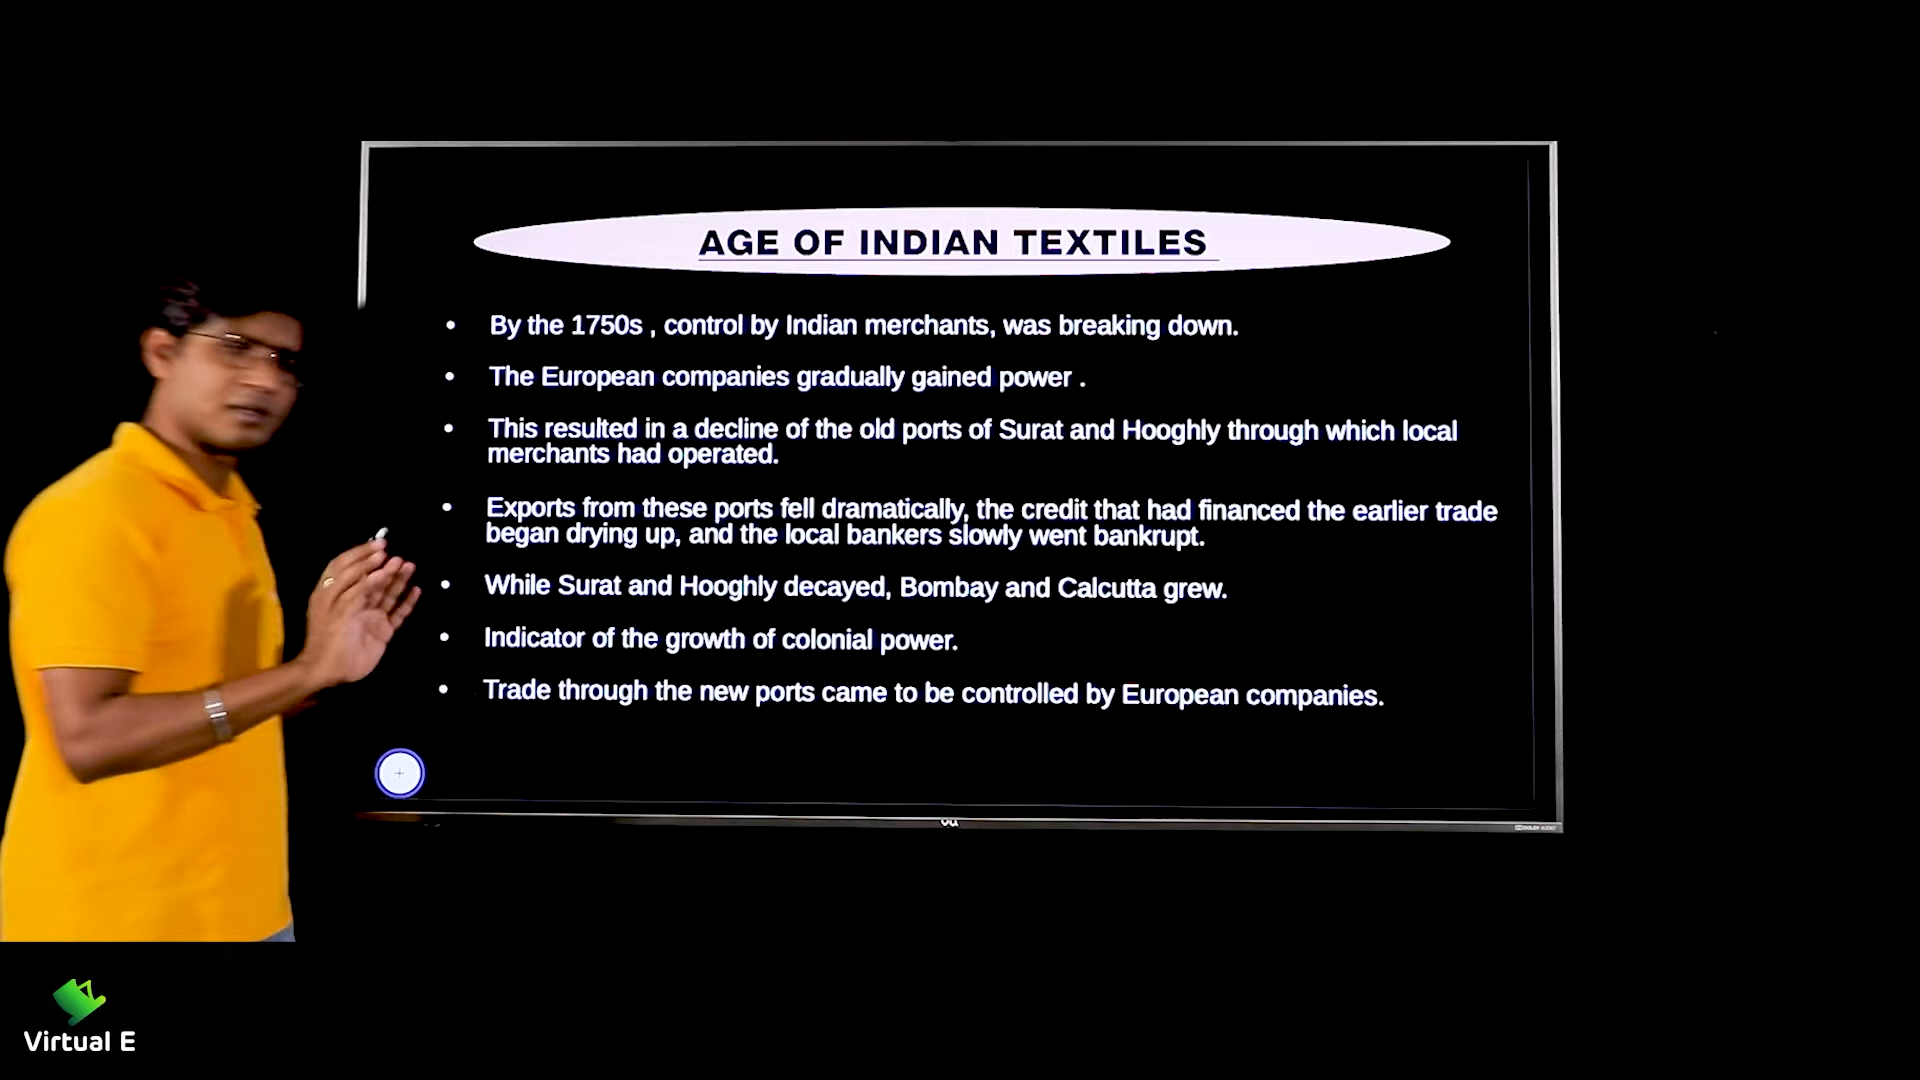 AGE OF INDIAN TEXTILES
• By the 1750s , control by Indian merchants, was breaking down.
• The European companies gradually gained power .
• This resulted in a decline of the old ports of Surat and Hooghly through which local
merchants had operated.
• Exports from these ports fell dramatically, the credit that had financed the earlier trade
began drying up, and the local bankers slowly went bankrupt.
• While Surat and Hooghly decayed, Bombay and Calcutta grew.
• Indicator of the growth of colonial power.
• Trade through the new ports came to be controlled by European companies.
DOLBY AUDIO
Virtual E